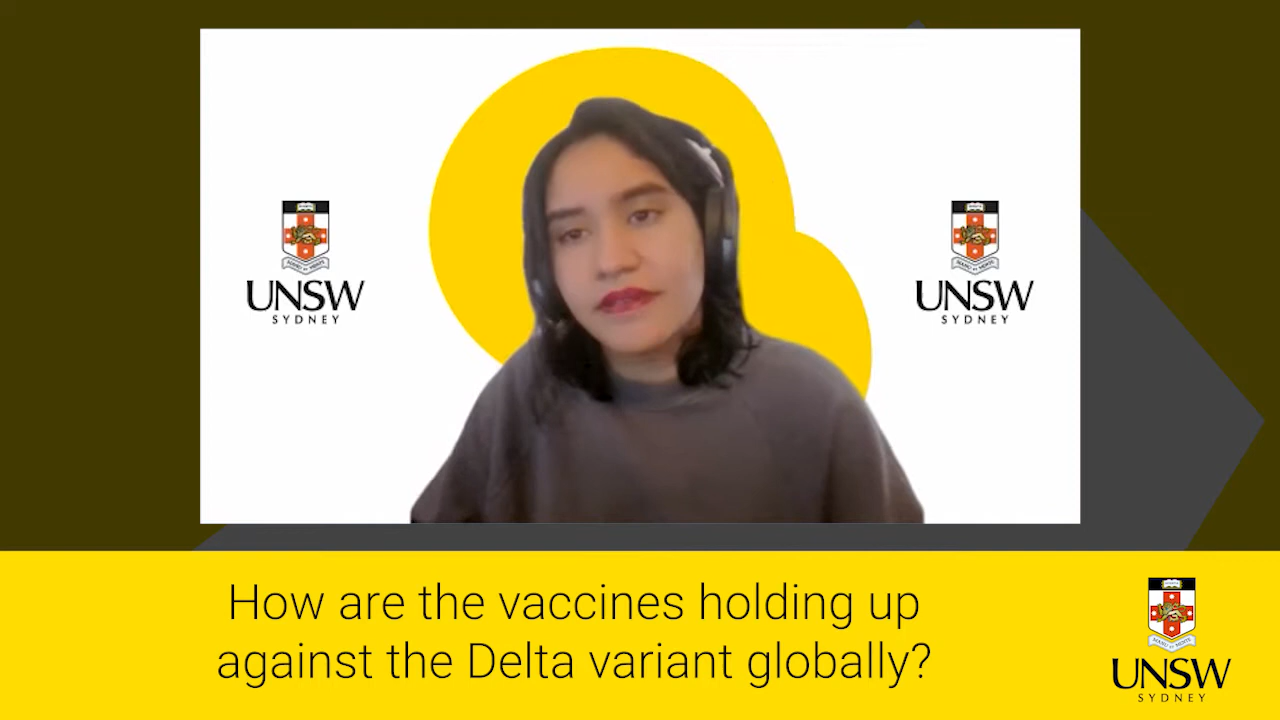 UNSW
SYDNEY
UNSW
SYDNEY
How are the vaccines holding up
against the Delta variant globally?
UNSW
SYDNEY